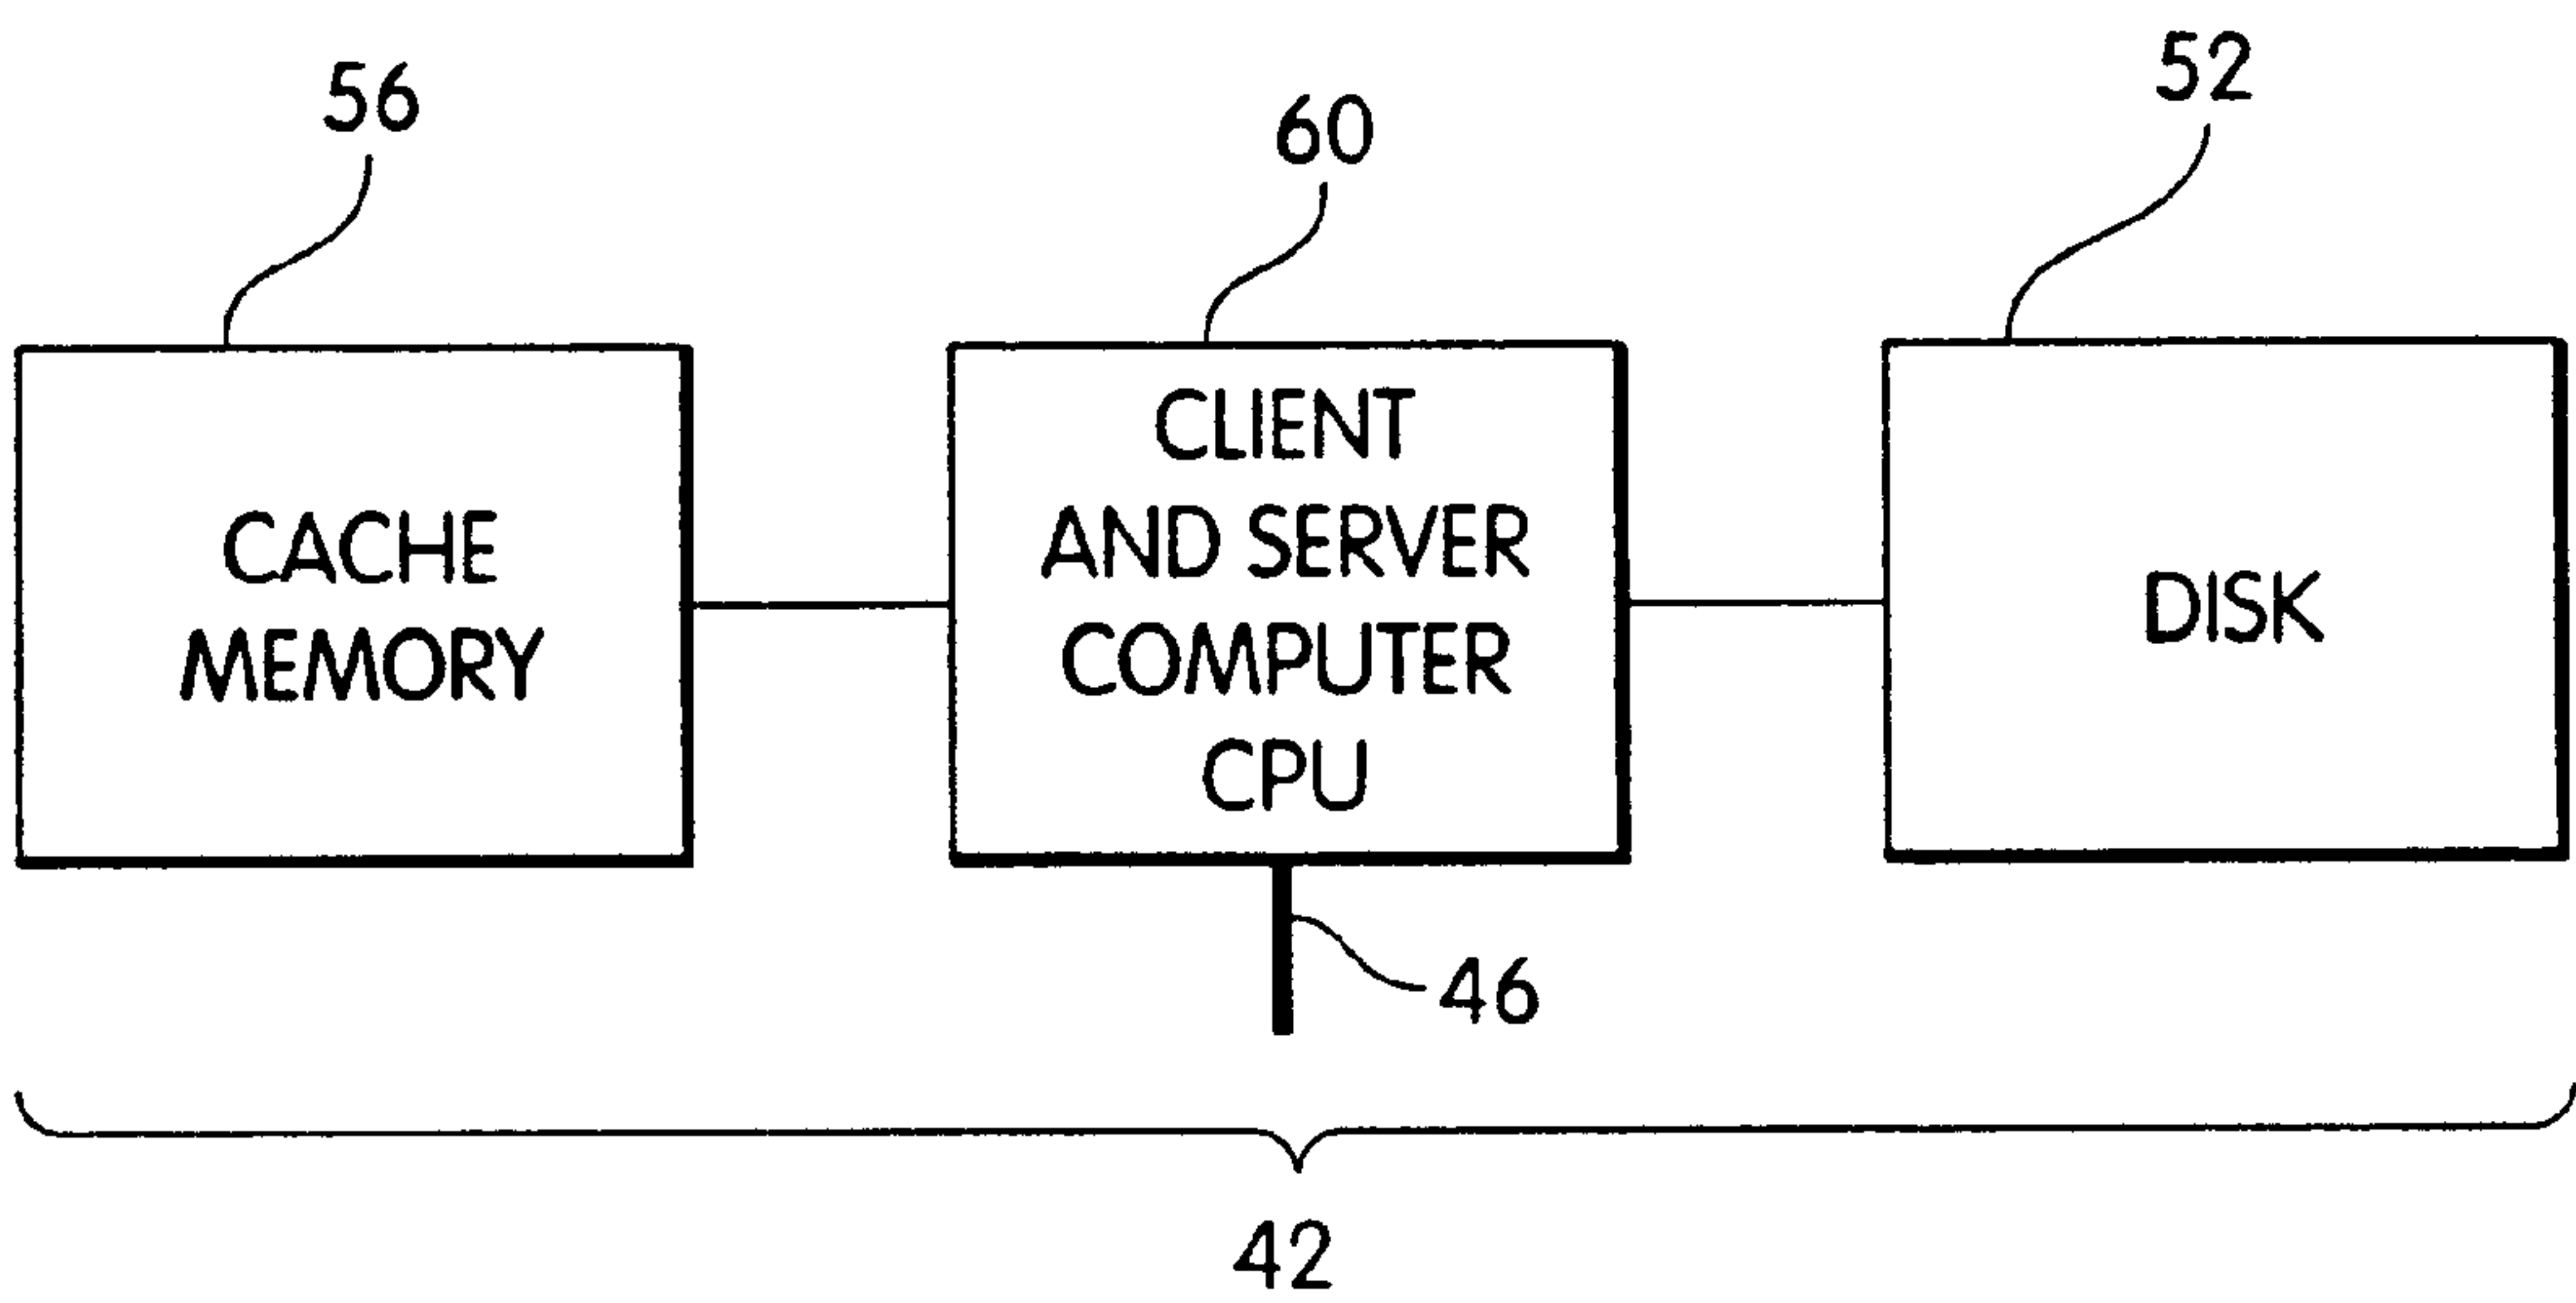 56
60
52
CACHE
MEMORY
CLIENT
AND SERVER
COMPUTER
CPU
DISK
46
42